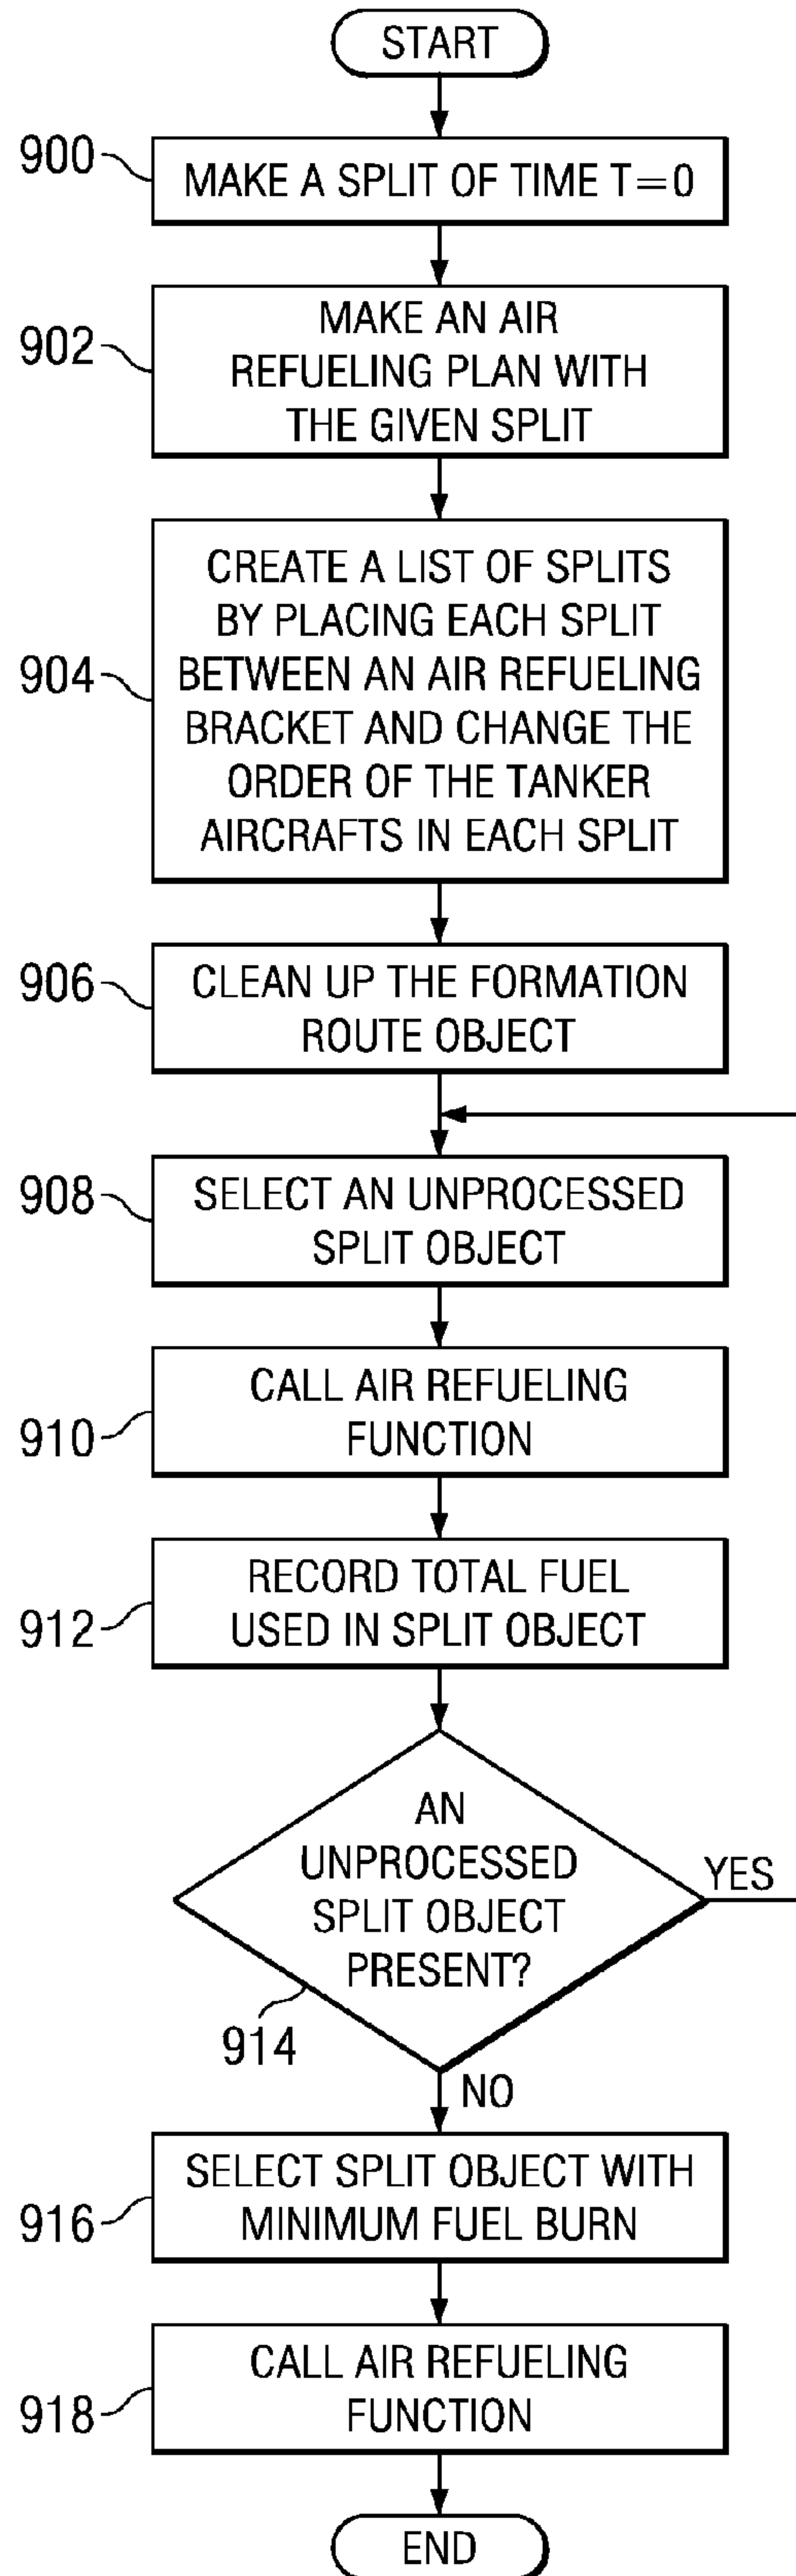 START
900
MAKE A SPLIT OF TIME T=0
902
MAKE AN AIR
REFUELING PLAN WITH
THE GIVEN SPLIT
904
CREATE A LIST OF SPLITS
BY PLACING EACH SPLIT
BETWEEN AN AIR REFUELING
BRACKET AND CHANGE THE
ORDER OF THE TANKER
AIRCRAFTS IN EACH SPLIT
906
CLEAN UP THE FORMATION
ROUTE OBJECT
908
SELECT AN UNPROCESSED
SPLIT OBJECT
910
CALL AIR REFUELING
FUNCTION
912
RECORD TOTAL FUEL
USED IN SPLIT OBJECT
AN
UNPROCESSED
SPLIT OBJECT
PRESENT?
YES
914
NO
916
SELECT SPLIT OBJECT WITH
MINIMUM FUEL BURN
918
CALL AIR REFUELING
FUNCTION
END